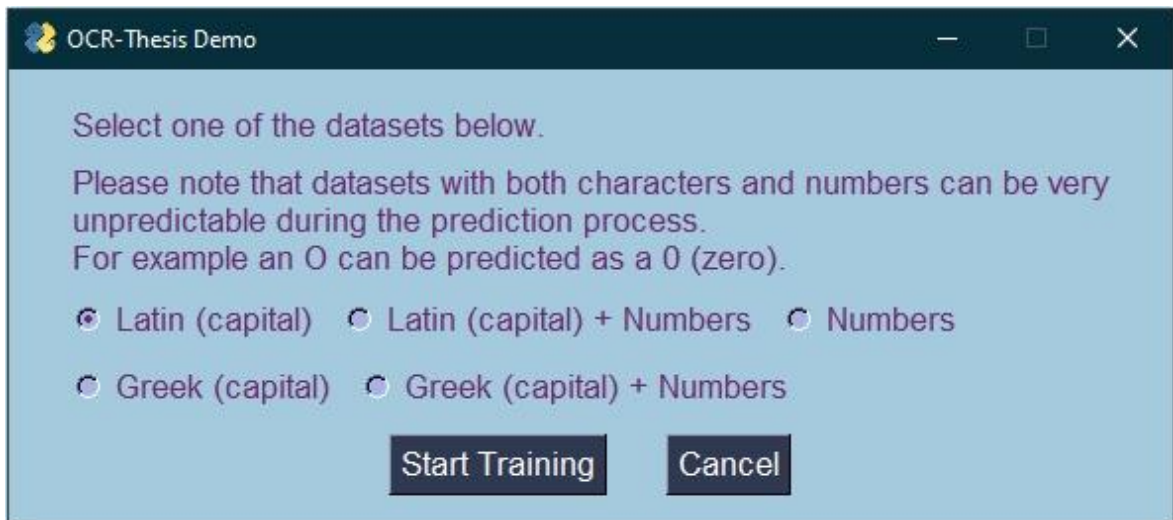 OCR-Thesis Demo
Select one of the datasets below.
Please note that datasets with both characters and numbers can be very
unpredictable during the prediction process.
For example an O can be predicted as a 0 (zero).
Latin (capital) Latin (capital) + Numbers Numbers
Greek (capital) Greek (capital) + Numbers
Start Training Cancel